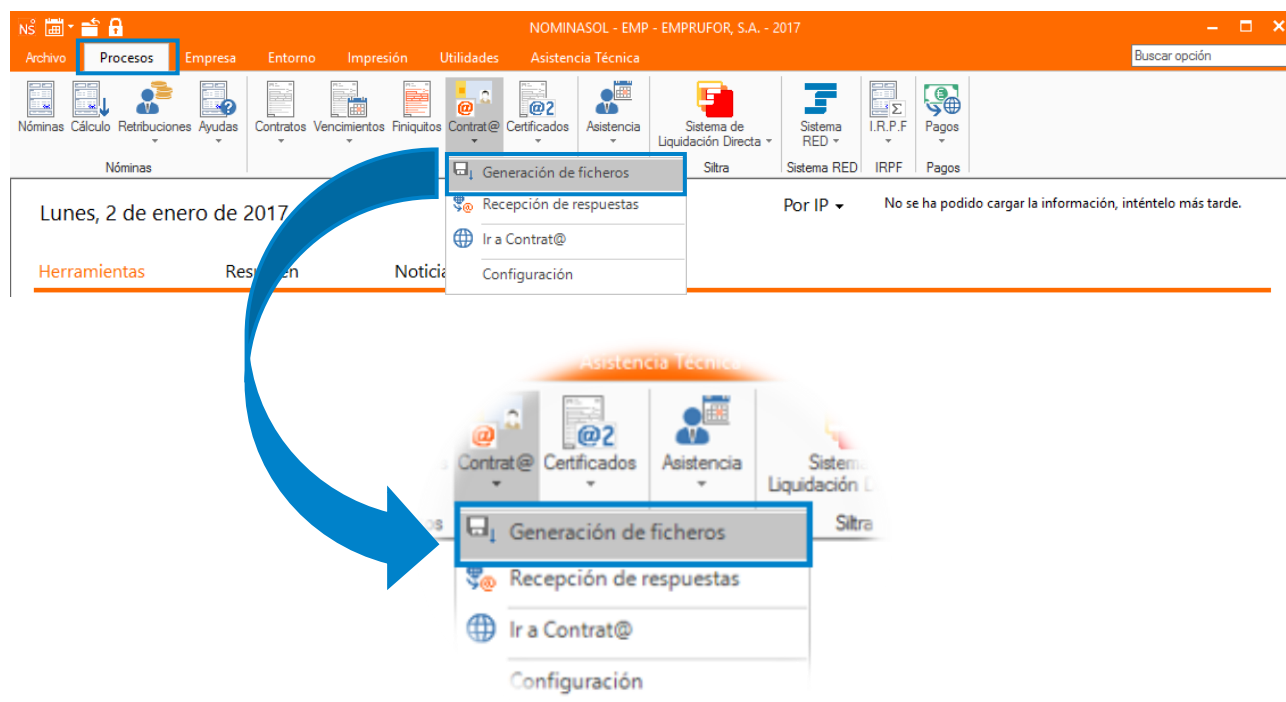 NOMINASOL - EMP - EMPRUFOR, S.A. - 2017
Archivo Procesos Empresa Entorno Impresión Utilidades Asistencia Técnica Buscar opción
Nóminas Cálculo Retribuciones Ayudas Contratos Vencimientos Finiquitos Contrat@ Certificados Asistencia Sistema de Liquidación Directa Sistema RED I.R.P.F Pagos
Nóminas Siltra Sistema RED IRPF Pagos
Generación de ficheros
Recepción de respuestas
Ir a Contrat@
Configuración
Lunes, 2 de enero de 2017
Por IP
No se ha podido cargar la información, inténtelo más tarde.
Herramientas
Asistencia Técnica
Contrat@ Certificados Asistencia
Liquidación
Siltra
Generación de ficheros
Recepción de respuestas
Ir a Contrat@
Configuración